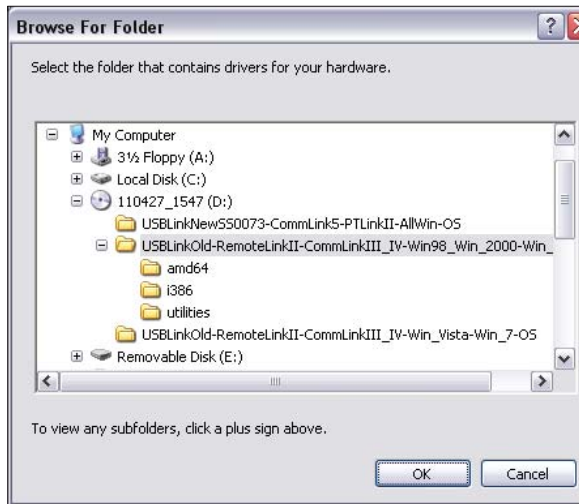 Browse For Folder
Select the folder that contains drivers for your hardware.
My Computer
3½ Floppy (A:)
Local Disk (C:)
110427_1547 (D:)
USBLinkNewSS0073-CommLink5-PTLinkII-AllWin-OS
USBLinkOld-RemoteLinkII-CommLinkIII_IV-Win98_Win_2000-Win_
amd64
i386
utilities
USBLinkOld-RemoteLinkII-CommLinkIII_IV-Win_Vista-Win_7-OS
Removable Disk (E:)
To view any subfolders, click a plus sign above.
OK Cancel